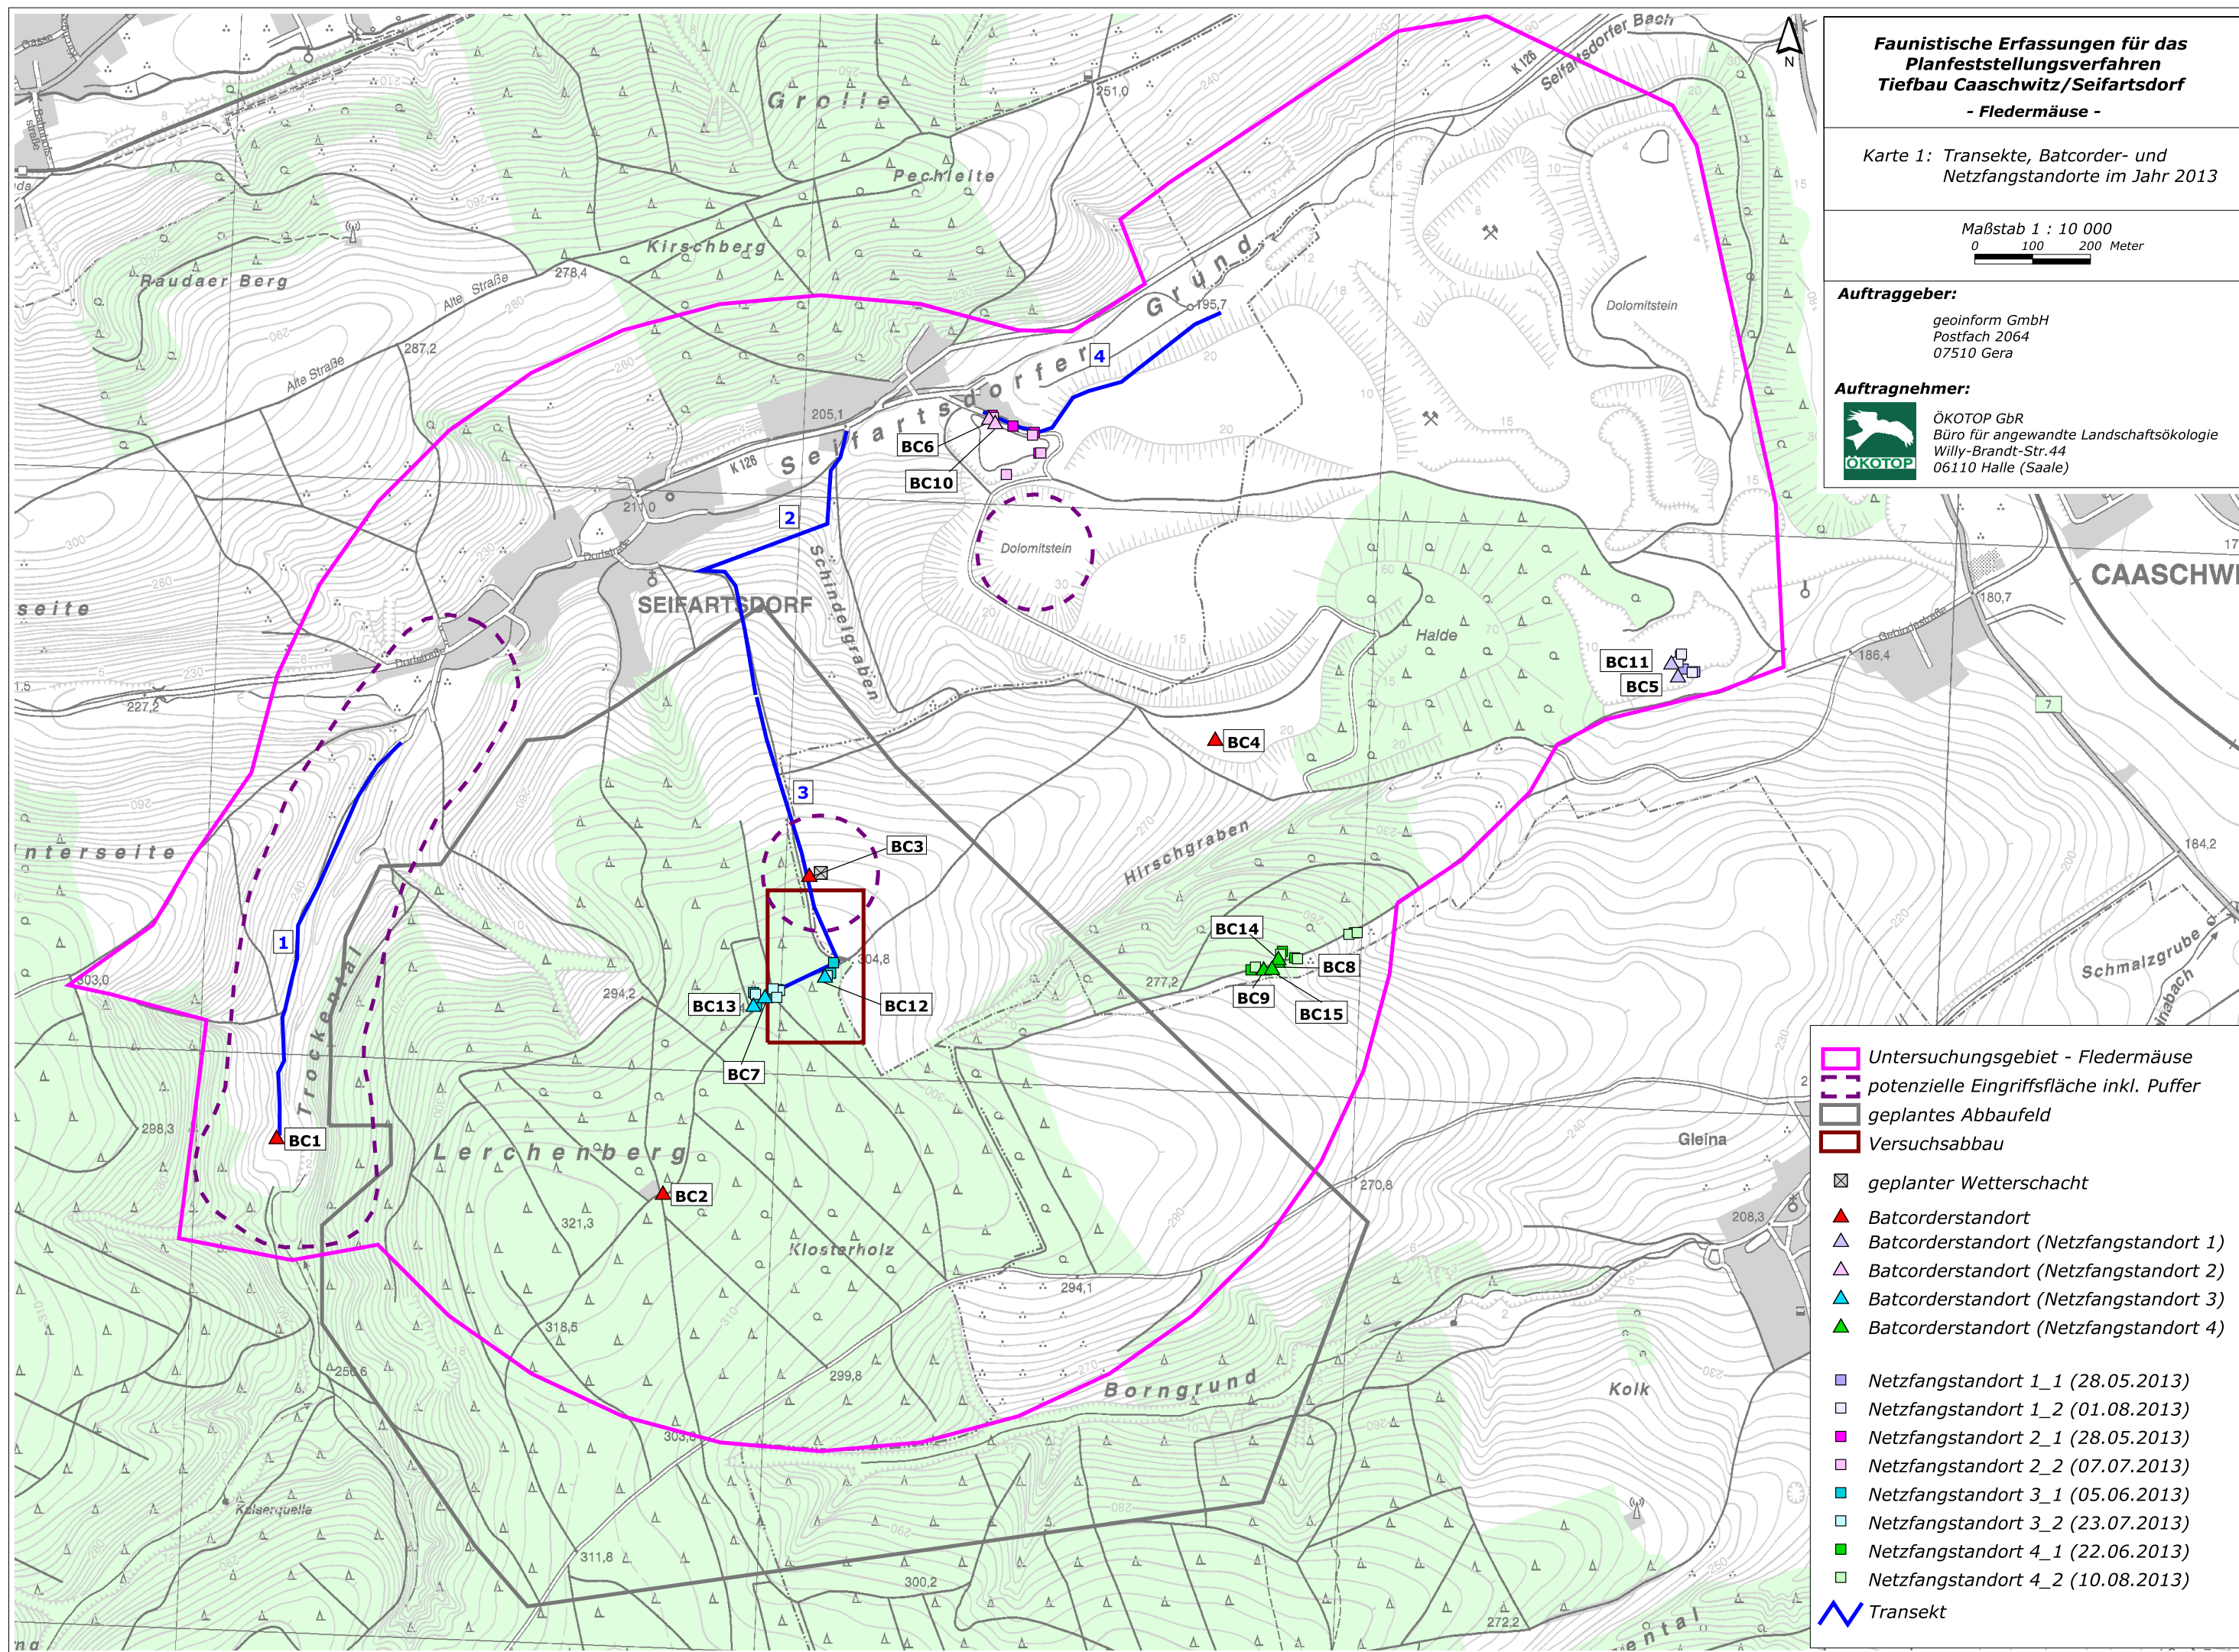 Faunistische Erfassungen für das
Planfeststellungsverfahren
Tiefbau Caaschwitz/Seifartsdorf
- Fledermäuse -
Karte 1: Transekte, Batcorder- und
Netzfangstandorte im Jahr 2013
Maßstab 1 : 10 000
0 100 200 Meter
Auftraggeber:
geoinform GmbH
Postfach 2064
07510 Gera
Auftragnehmer:
ÖKOTOP
ÖKOTOP GbR
Büro für angewandte Landschaftsökologie
Willy-Brandt-Str.44
06110 Halle (Saale)
N
Grolle
Pechleite
Kirschberg
Raudaer Berg
Alte Straße
Alte Straße
278,4
287,2
251,0
K 126
Seifartsdorfer Bach
Seifartsdorfer Grund
195,7
205,1
K 126
211,0
Dorfstraße
Dorfstraße
SEIFARTSDORF
Schindelgraben
Dolomitstein
Dolomitstein
Halde
CAASCHWI
180,7
Gebindestraße
186,4
7
184,2
227,2
seite
nterseite
303,0
298,3
Trockental
294,2
304,8
277,2
Hirschgraben
Lerchenberg
321,3
Klosterholz
318,5
294,1
299,8
303,8
250,6
270,8
Borngrund
Kaiserquelle
311,8
300,2
272,2
Kolk
Gleina
208,3
Schmalzgrube
ental
1
2
3
4
BC1
BC2
BC3
BC4
BC5
BC6
BC7
BC8
BC9
BC10
BC11
BC12
BC13
BC14
BC15
Untersuchungsgebiet - Fledermäuse
potenzielle Eingriffsfläche inkl. Puffer
geplantes Abbaufeld
Versuchsabbau
geplanter Wetterschacht
Batcorderstandort
Batcorderstandort (Netzfangstandort 1)
Batcorderstandort (Netzfangstandort 2)
Batcorderstandort (Netzfangstandort 3)
Batcorderstandort (Netzfangstandort 4)
Netzfangstandort 1_1 (28.05.2013)
Netzfangstandort 1_2 (01.08.2013)
Netzfangstandort 2_1 (28.05.2013)
Netzfangstandort 2_2 (07.07.2013)
Netzfangstandort 3_1 (05.06.2013)
Netzfangstandort 3_2 (23.07.2013)
Netzfangstandort 4_1 (22.06.2013)
Netzfangstandort 4_2 (10.08.2013)
Transekt